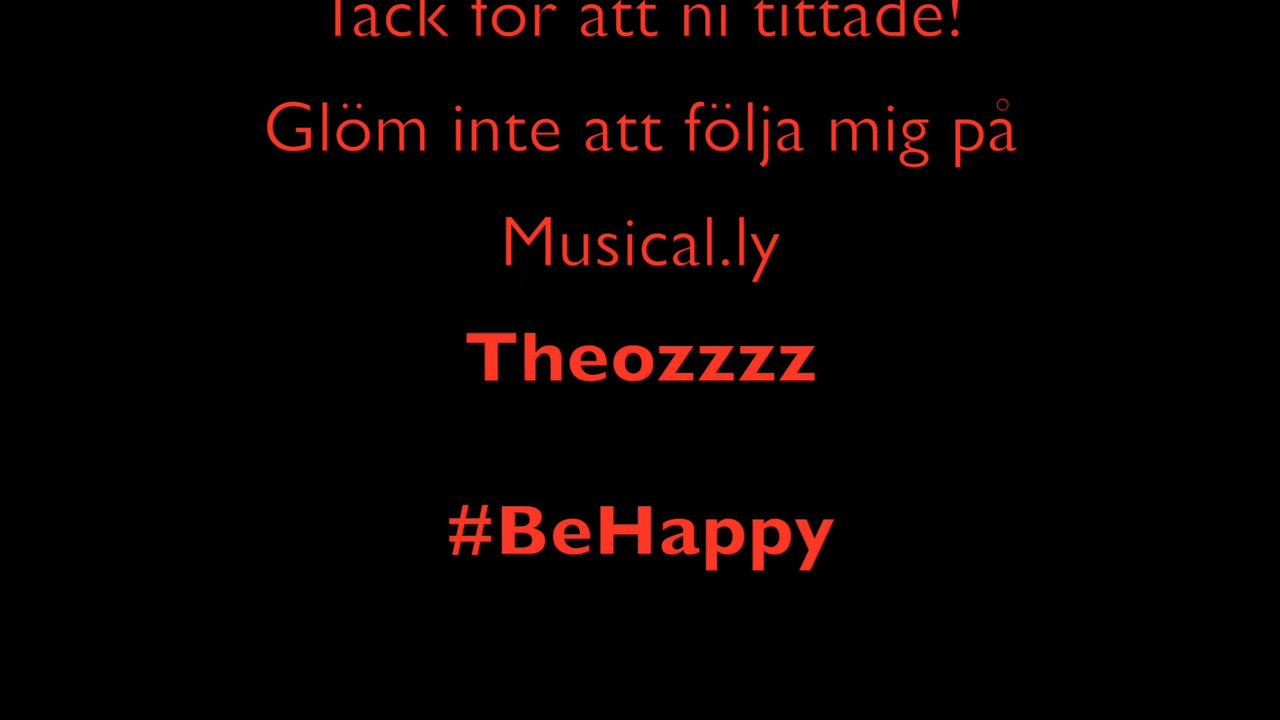 Tack för att ni tittade!
Glöm inte att följa mig på
Musical.ly
Theozzzz
#BeHappy